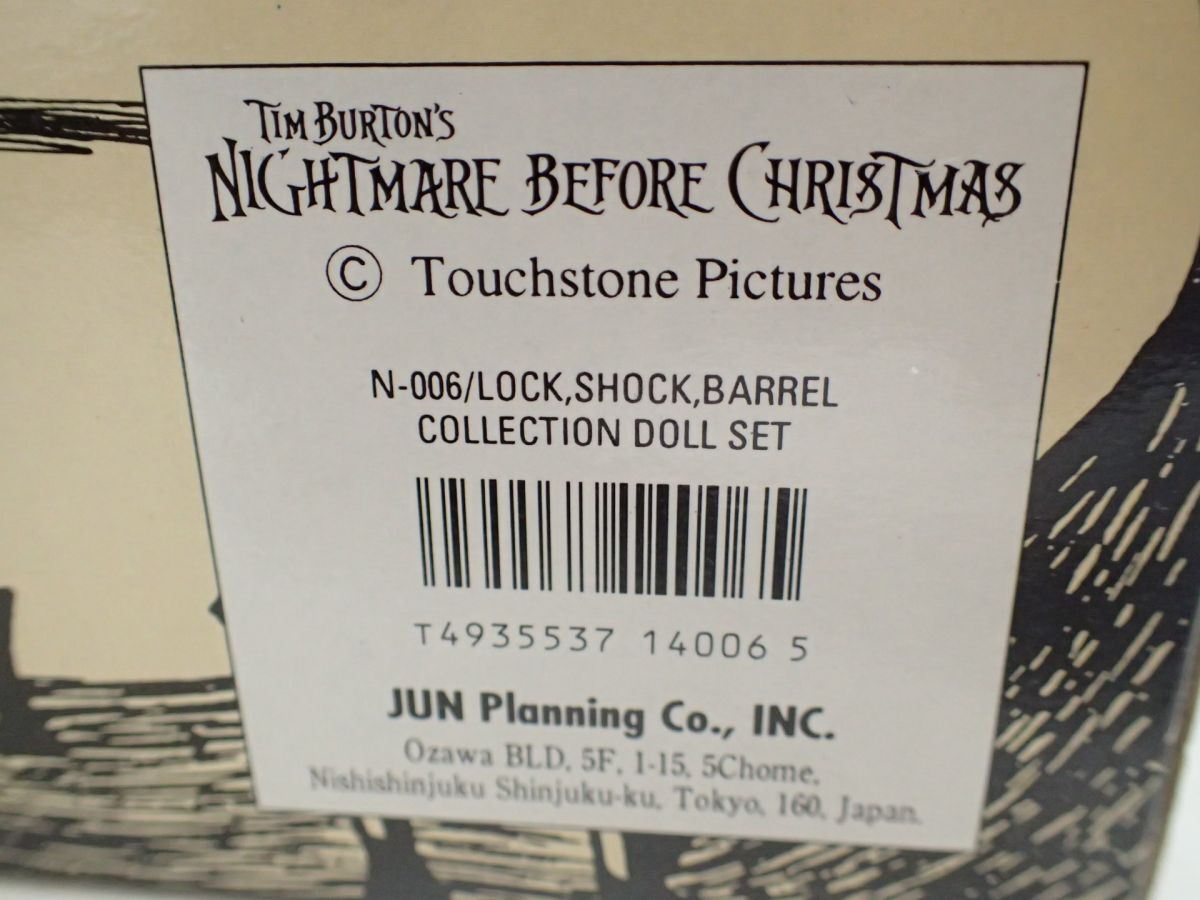 TIM BURTON'S
NIGHTMARE BEFORE CHRISTMAS
© Touchstone Pictures
N-006/LOCK,SHOCK,BARREL
COLLECTION DOLL SET
T4935537 14006 5
JUN Planning Co., INC.
Ozawa BLD. 5F. 1-15, 5Chome,
Nishishinjuku Shinjuku-ku, Tokyo, 160, Japan.